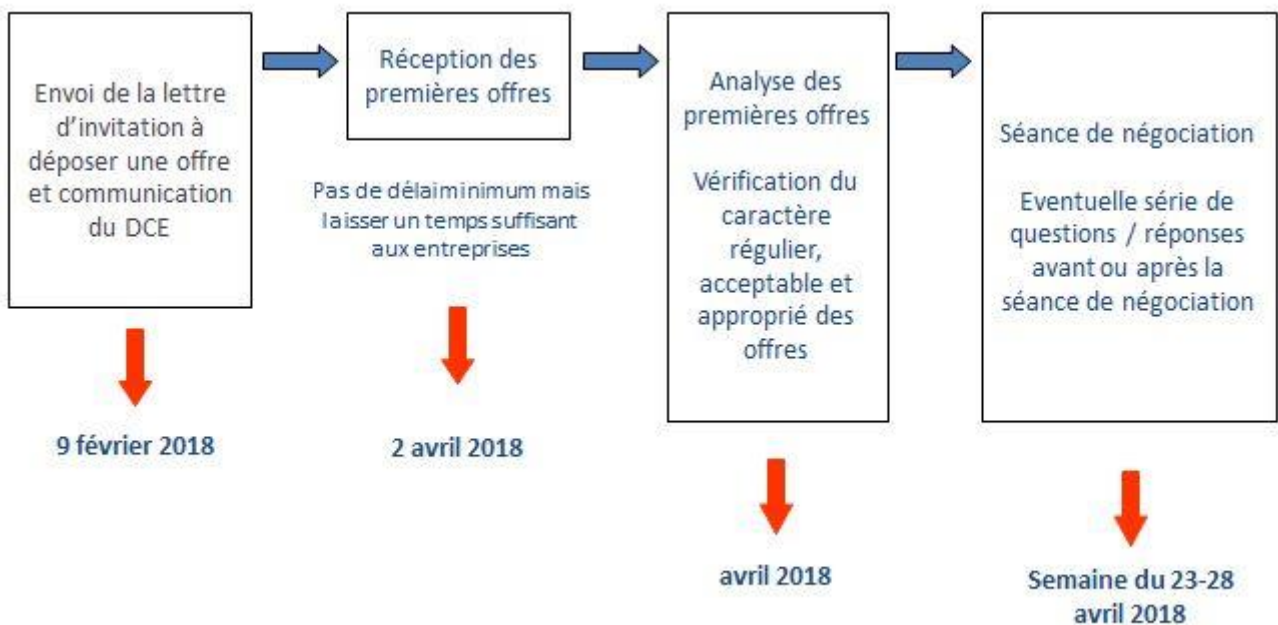 Envoi de la lettre
d’invitation à
déposer une offre
et communication
du DCE
9 février 2018
Réception des
premières offres
Pas de délai minimum mais
laisser un temps suffisant
aux entreprises
2 avril 2018
Analyse des
premières offres
Vérification du
caractère
régulier,
acceptable et
approprié des
offres
avril 2018
Séance de négociation
Eventuelle série de
questions / réponses
avant ou après la
séance de négociation
Semaine du 23-28
avril 2018